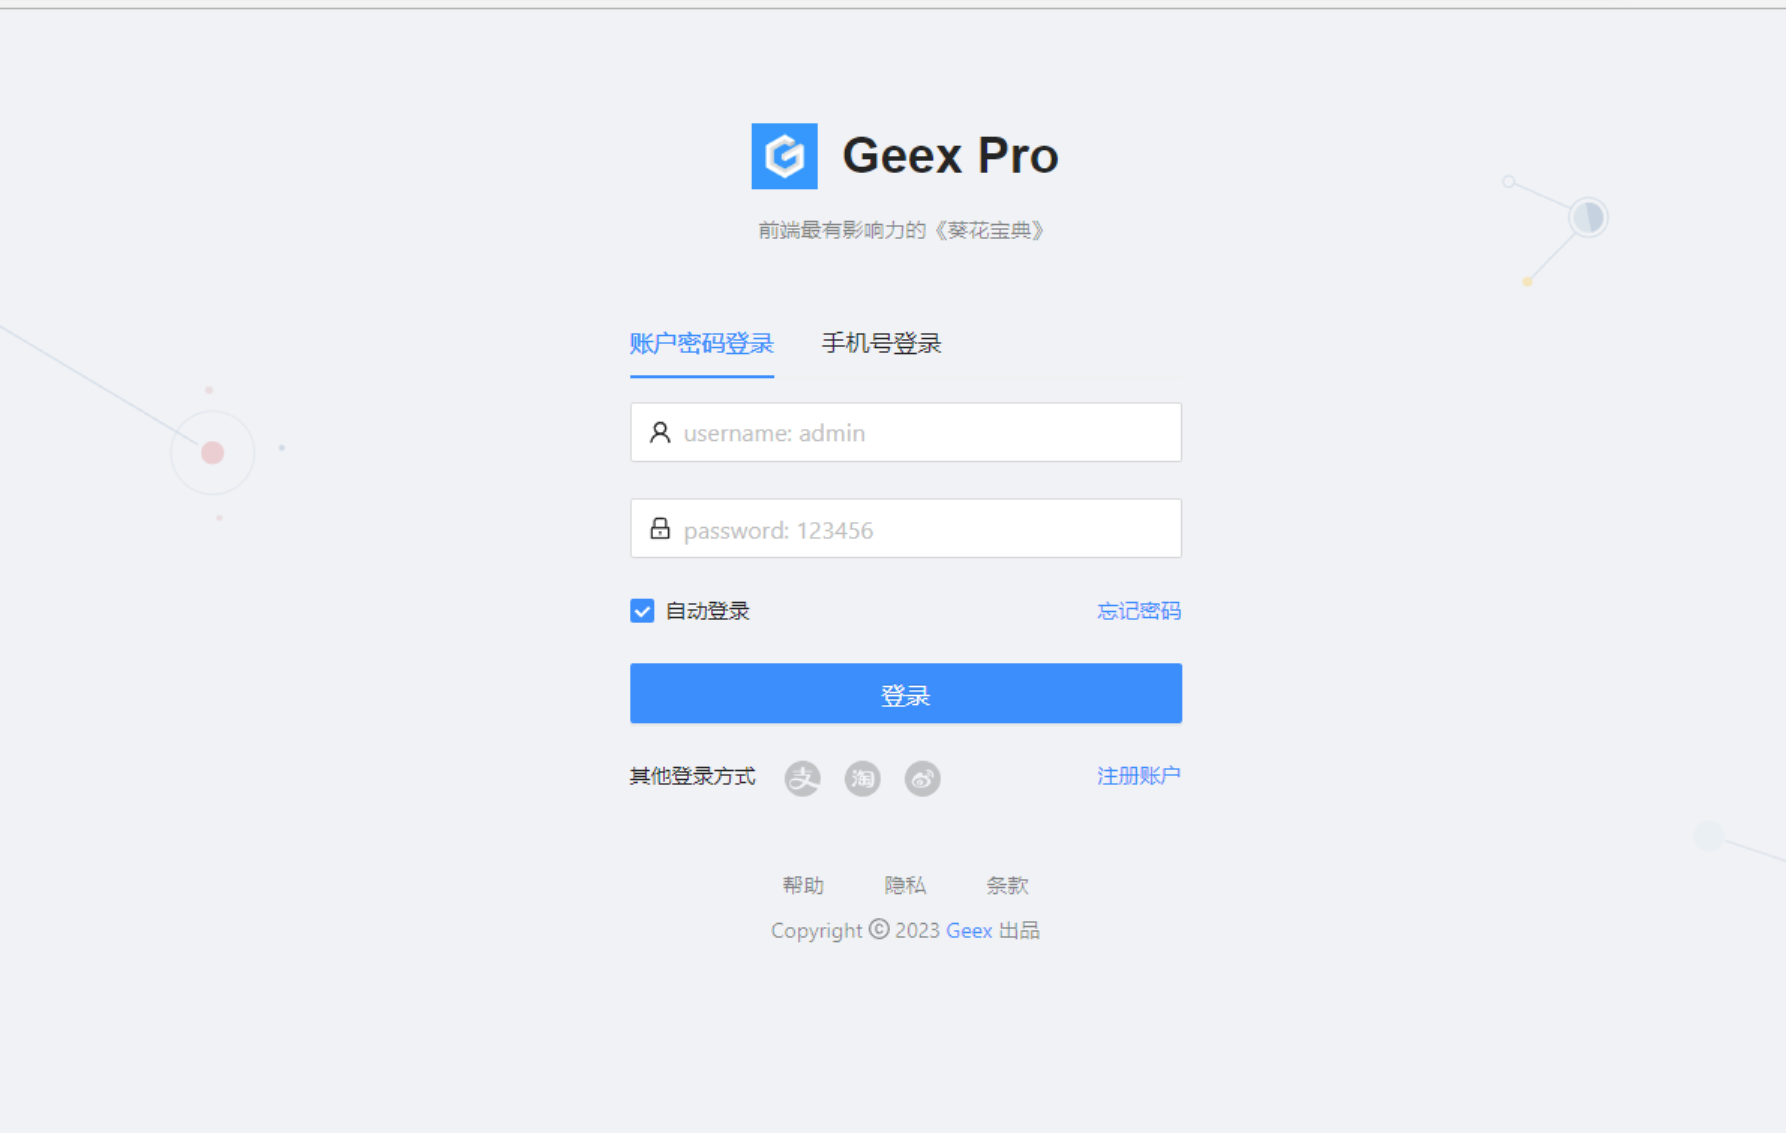 Geex Pro
前端最有影响力的《葵花宝典》
账户密码登录 手机号登录
username: admin
password: 123456
自动登录 忘记密码
登录
其他登录方式 支 淘 注册账户
帮助 隐私 条款
Copyright © 2023 Geex 出品